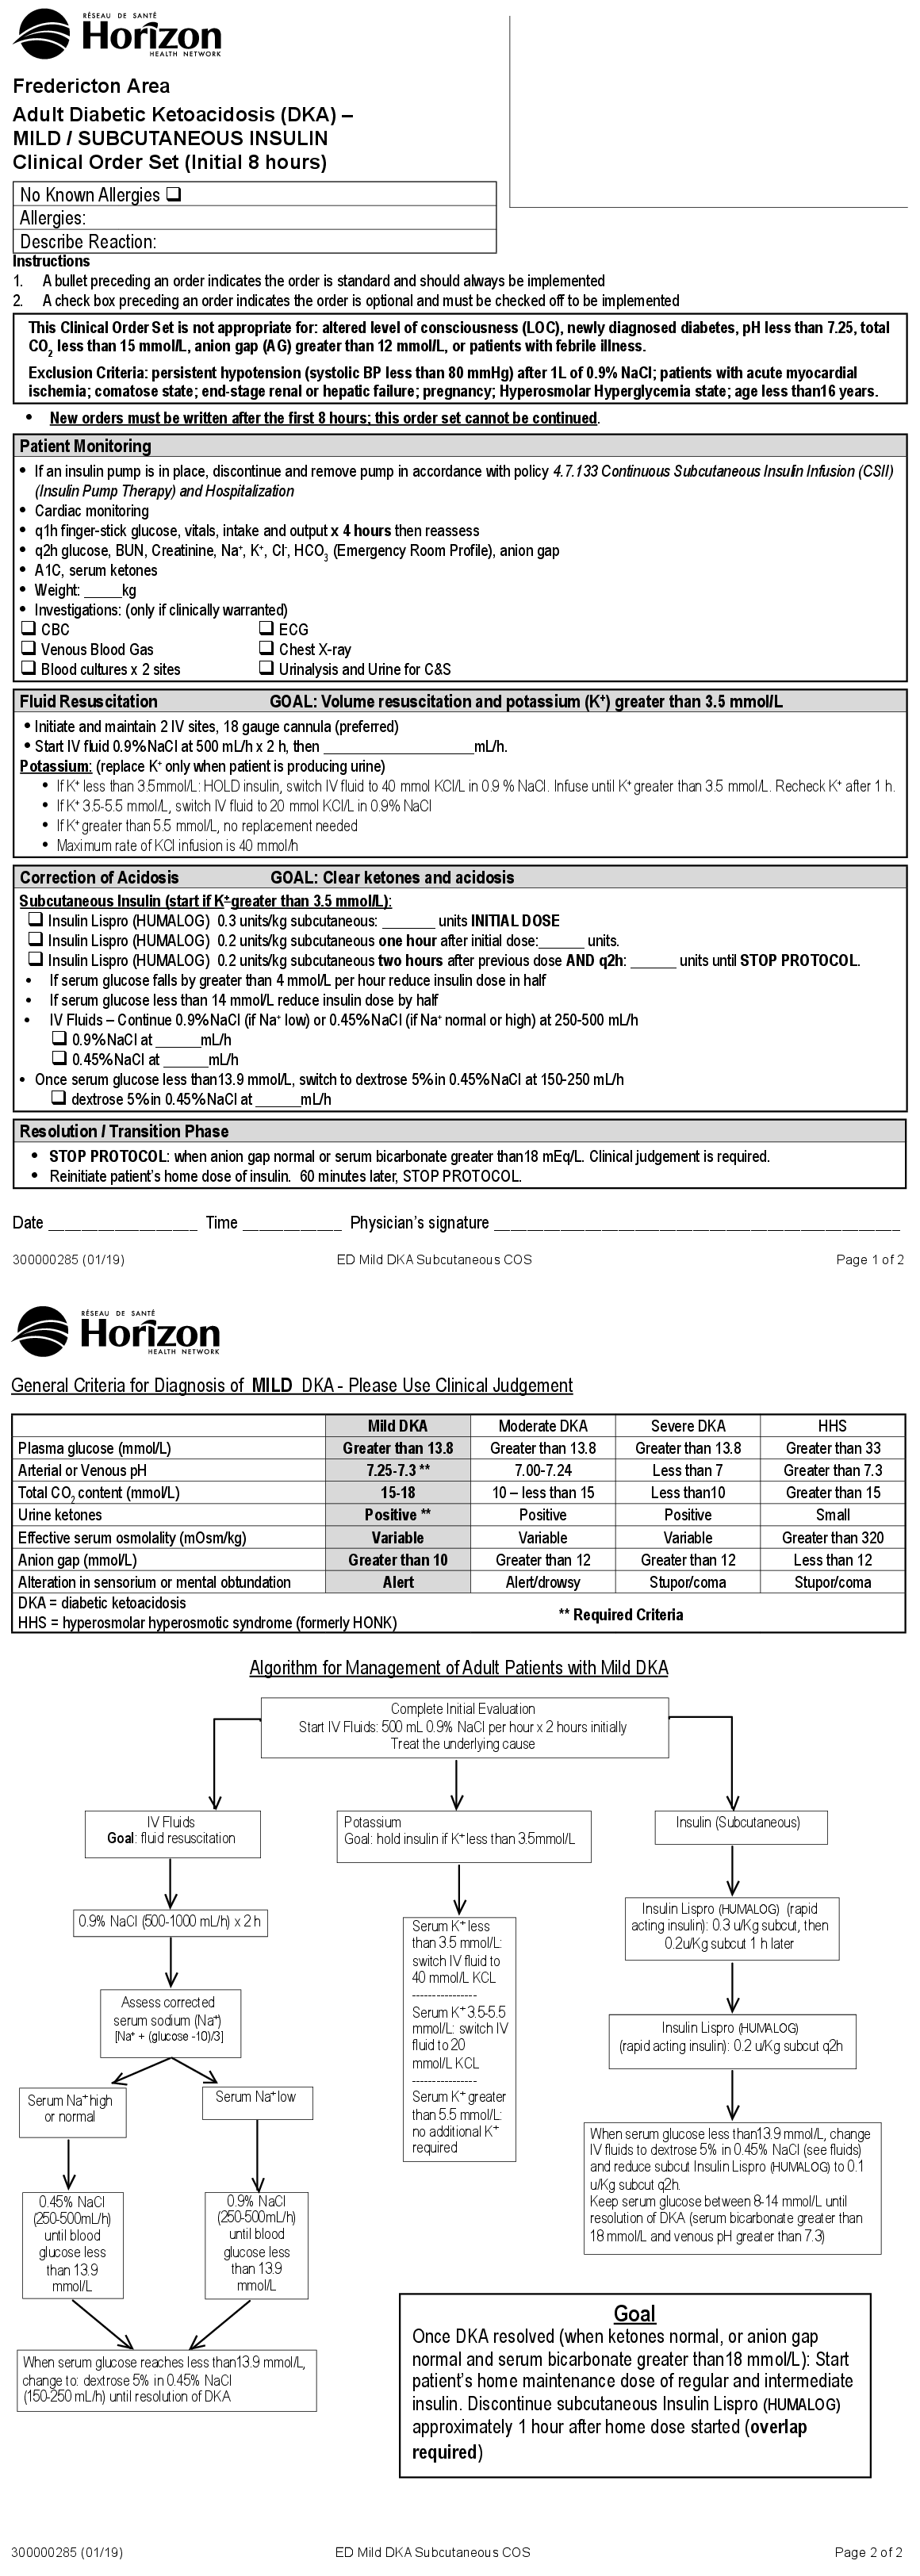 RÉSEAU DE SANTÉ
Horizon
HEALTH NETWORK
Fredericton Area
Adult Diabetic Ketoacidosis (DKA) –
MILD / SUBCUTANEOUS INSULIN
Clinical Order Set (Initial 8 hours)
No Known Allergies ❑
Allergies:
Describe Reaction:
Instructions
1. A bullet preceding an order indicates the order is standard and should always be implemented
2. A check box preceding an order indicates the order is optional and must be checked off to be implemented
This Clinical Order Set is not appropriate for: altered level of consciousness (LOC), newly diagnosed diabetes, pH less than 7.25, total
CO2 less than 15 mmol/L, anion gap (AG) greater than 12 mmol/L, or patients with febrile illness.
Exclusion Criteria: persistent hypotension (systolic BP less than 80 mmHg) after 1L of 0.9% NaCl; patients with acute myocardial
ischemia; comatose state; end-stage renal or hepatic failure; pregnancy; Hyperosmolar Hyperglycemia state; age less than16 years.
• New orders must be written after the first 8 hours; this order set cannot be continued.
Patient Monitoring
• If an insulin pump is in place, discontinue and remove pump in accordance with policy 4.7.133 Continuous Subcutaneous Insulin Infusion (CSII)
(Insulin Pump Therapy) and Hospitalization
• Cardiac monitoring
• q1h finger-stick glucose, vitals, intake and output x 4 hours then reassess
• q2h glucose, BUN, Creatinine, Na+, K+, Cl-, HCO3 (Emergency Room Profile), anion gap
• A1C, serum ketones
• Weight: _____kg
• Investigations: (only if clinically warranted)
❑ CBC ❑ ECG
❑ Venous Blood Gas ❑ Chest X-ray
❑ Blood cultures x 2 sites ❑ Urinalysis and Urine for C&S
Fluid Resuscitation GOAL: Volume resuscitation and potassium (K+) greater than 3.5 mmol/L
• Initiate and maintain 2 IV sites, 18 gauge cannula (preferred)
• Start IV fluid 0.9%NaCl at 500 mL/h x 2 h, then ____________________mL/h.
Potassium: (replace K+ only when patient is producing urine)
• If K+ less than 3.5mmol/L: HOLD insulin, switch IV fluid to 40 mmol KCl/L in 0.9 % NaCl. Infuse until K+ greater than 3.5 mmol/L. Recheck K+ after 1 h.
• If K+ 3.5-5.5 mmol/L, switch IV fluid to 20 mmol KCl/L in 0.9% NaCl
• If K+ greater than 5.5 mmol/L, no replacement needed
• Maximum rate of KCl infusion is 40 mmol/h
Correction of Acidosis GOAL: Clear ketones and acidosis
Subcutaneous Insulin (start if K+ greater than 3.5 mmol/L):
❑ Insulin Lispro (HUMALOG) 0.3 units/kg subcutaneous: _______ units INITIAL DOSE
❑ Insulin Lispro (HUMALOG) 0.2 units/kg subcutaneous one hour after initial dose:______ units.
❑ Insulin Lispro (HUMALOG) 0.2 units/kg subcutaneous two hours after previous dose AND q2h: ______ units until STOP PROTOCOL.
• If serum glucose falls by greater than 4 mmol/L per hour reduce insulin dose in half
• If serum glucose less than 14 mmol/L reduce insulin dose by half
• IV Fluids – Continue 0.9%NaCl (if Na+ low) or 0.45%NaCl (if Na+ normal or high) at 250-500 mL/h
❑ 0.9%NaCl at ______mL/h
❑ 0.45%NaCl at ______mL/h
• Once serum glucose less than13.9 mmol/L, switch to dextrose 5%in 0.45%NaCl at 150-250 mL/h
❑ dextrose 5%in 0.45%NaCl at ______mL/h
Resolution / Transition Phase
• STOP PROTOCOL: when anion gap normal or serum bicarbonate greater than18 mEq/L. Clinical judgement is required.
• Reinitiate patient's home dose of insulin. 60 minutes later, STOP PROTOCOL.
Date __________________ Time ____________ Physician's signature _________________________________________________
300000285 (01/19) ED Mild DKA Subcutaneous COS Page 1 of 2
RÉSEAU DE SANTÉ
Horizon
HEALTH NETWORK
General Criteria for Diagnosis of MILD DKA - Please Use Clinical Judgement
Mild DKA Moderate DKA Severe DKA HHS
Plasma glucose (mmol/L) Greater than 13.8 Greater than 13.8 Greater than 13.8 Greater than 33
Arterial or Venous pH 7.25-7.3 ** 7.00-7.24 Less than 7 Greater than 7.3
Total CO2 content (mmol/L) 15-18 10 – less than 15 Less than10 Greater than 15
Urine ketones Positive ** Positive Positive Small
Effective serum osmolality (mOsm/kg) Variable Variable Variable Greater than 320
Anion gap (mmol/L) Greater than 10 Greater than 12 Greater than 12 Less than 12
Alteration in sensorium or mental obtundation Alert Alert/drowsy Stupor/coma Stupor/coma
DKA = diabetic ketoacidosis
HHS = hyperosmolar hyperosmotic syndrome (formerly HONK) ** Required Criteria
Algorithm for Management of Adult Patients with Mild DKA
Complete Initial Evaluation
Start IV Fluids: 500 mL 0.9% NaCl per hour x 2 hours initially
Treat the underlying cause
IV Fluids
Goal: fluid resuscitation
0.9% NaCl (500-1000 mL/h) x 2 h
Assess corrected
serum sodium (Na+)
[Na+ + (glucose -10)/3]
Serum Na+ high
or normal
Serum Na+ low
0.45% NaCl
(250-500mL/h)
until blood
glucose less
than 13.9
mmol/L
0.9% NaCl
(250-500mL/h)
until blood
glucose less
than 13.9
mmol/L
When serum glucose reaches less than13.9 mmol/L,
change to: dextrose 5% in 0.45% NaCl
(150-250 mL/h) until resolution of DKA
Potassium
Goal: hold insulin if K+ less than 3.5mmol/L
Serum K+ less
than 3.5 mmol/L:
switch IV fluid to
40 mmol/L KCL
----------------
Serum K+ 3.5-5.5
mmol/L: switch IV
fluid to 20
mmol/L KCL
----------------
Serum K+ greater
than 5.5 mmol/L:
no additional K+
required
Insulin (Subcutaneous)
Insulin Lispro (HUMALOG) (rapid
acting insulin): 0.3 u/Kg subcut, then
0.2u/Kg subcut 1 h later
Insulin Lispro (HUMALOG)
(rapid acting insulin): 0.2 u/Kg subcut q2h
When serum glucose less than13.9 mmol/L, change
IV fluids to dextrose 5% in 0.45% NaCl (see fluids)
and reduce subcut Insulin Lispro (HUMALOG) to 0.1
u/Kg subcut q2h.
Keep serum glucose between 8-14 mmol/L until
resolution of DKA (serum bicarbonate greater than
18 mmol/L and venous pH greater than 7.3)
Goal
Once DKA resolved (when ketones normal, or anion gap
normal and serum bicarbonate greater than18 mmol/L): Start
patient's home maintenance dose of regular and intermediate
insulin. Discontinue subcutaneous Insulin Lispro (HUMALOG)
approximately 1 hour after home dose started (overlap
required)
300000285 (01/19) ED Mild DKA Subcutaneous COS Page 2 of 2